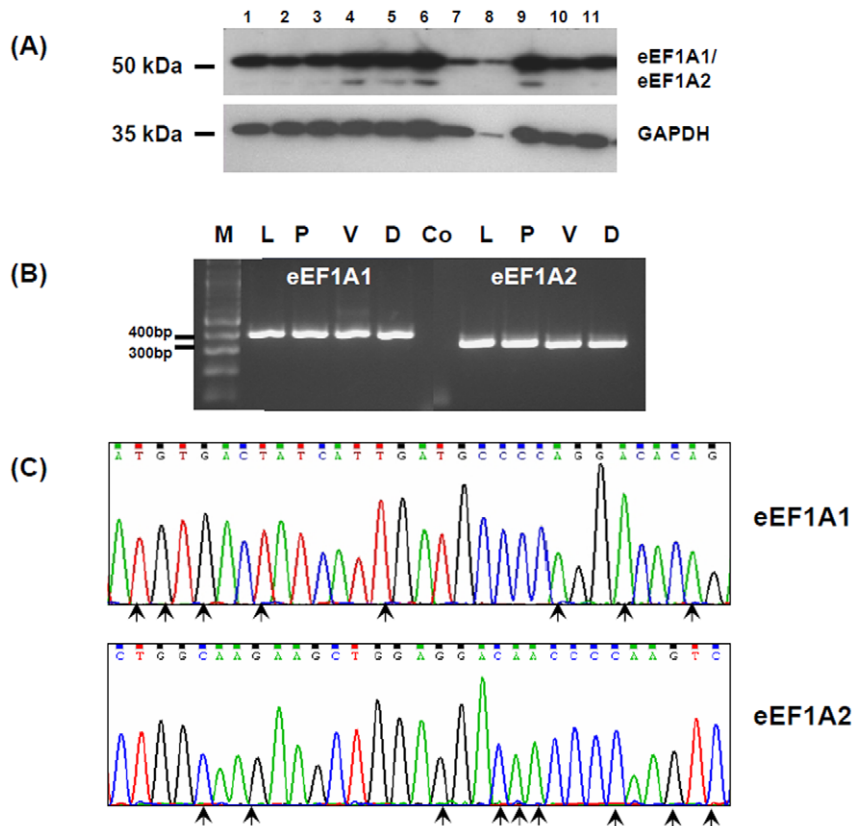 (A)
1 2 3 4 5 6 7 8 9 10 11
50 kDa
eEF1A1/
eEF1A2
35 kDa
GAPDH
(B)
M L P V D Co L P V D
eEF1A1 eEF1A2
400bp
300bp
(C)
A T G T G A C T A T C A T T G A T G C C C C A G G A C A C A G
eEF1A1
C T G G C A A G A A G C T G G A G G A C A A C C C C A A G T C
eEF1A2